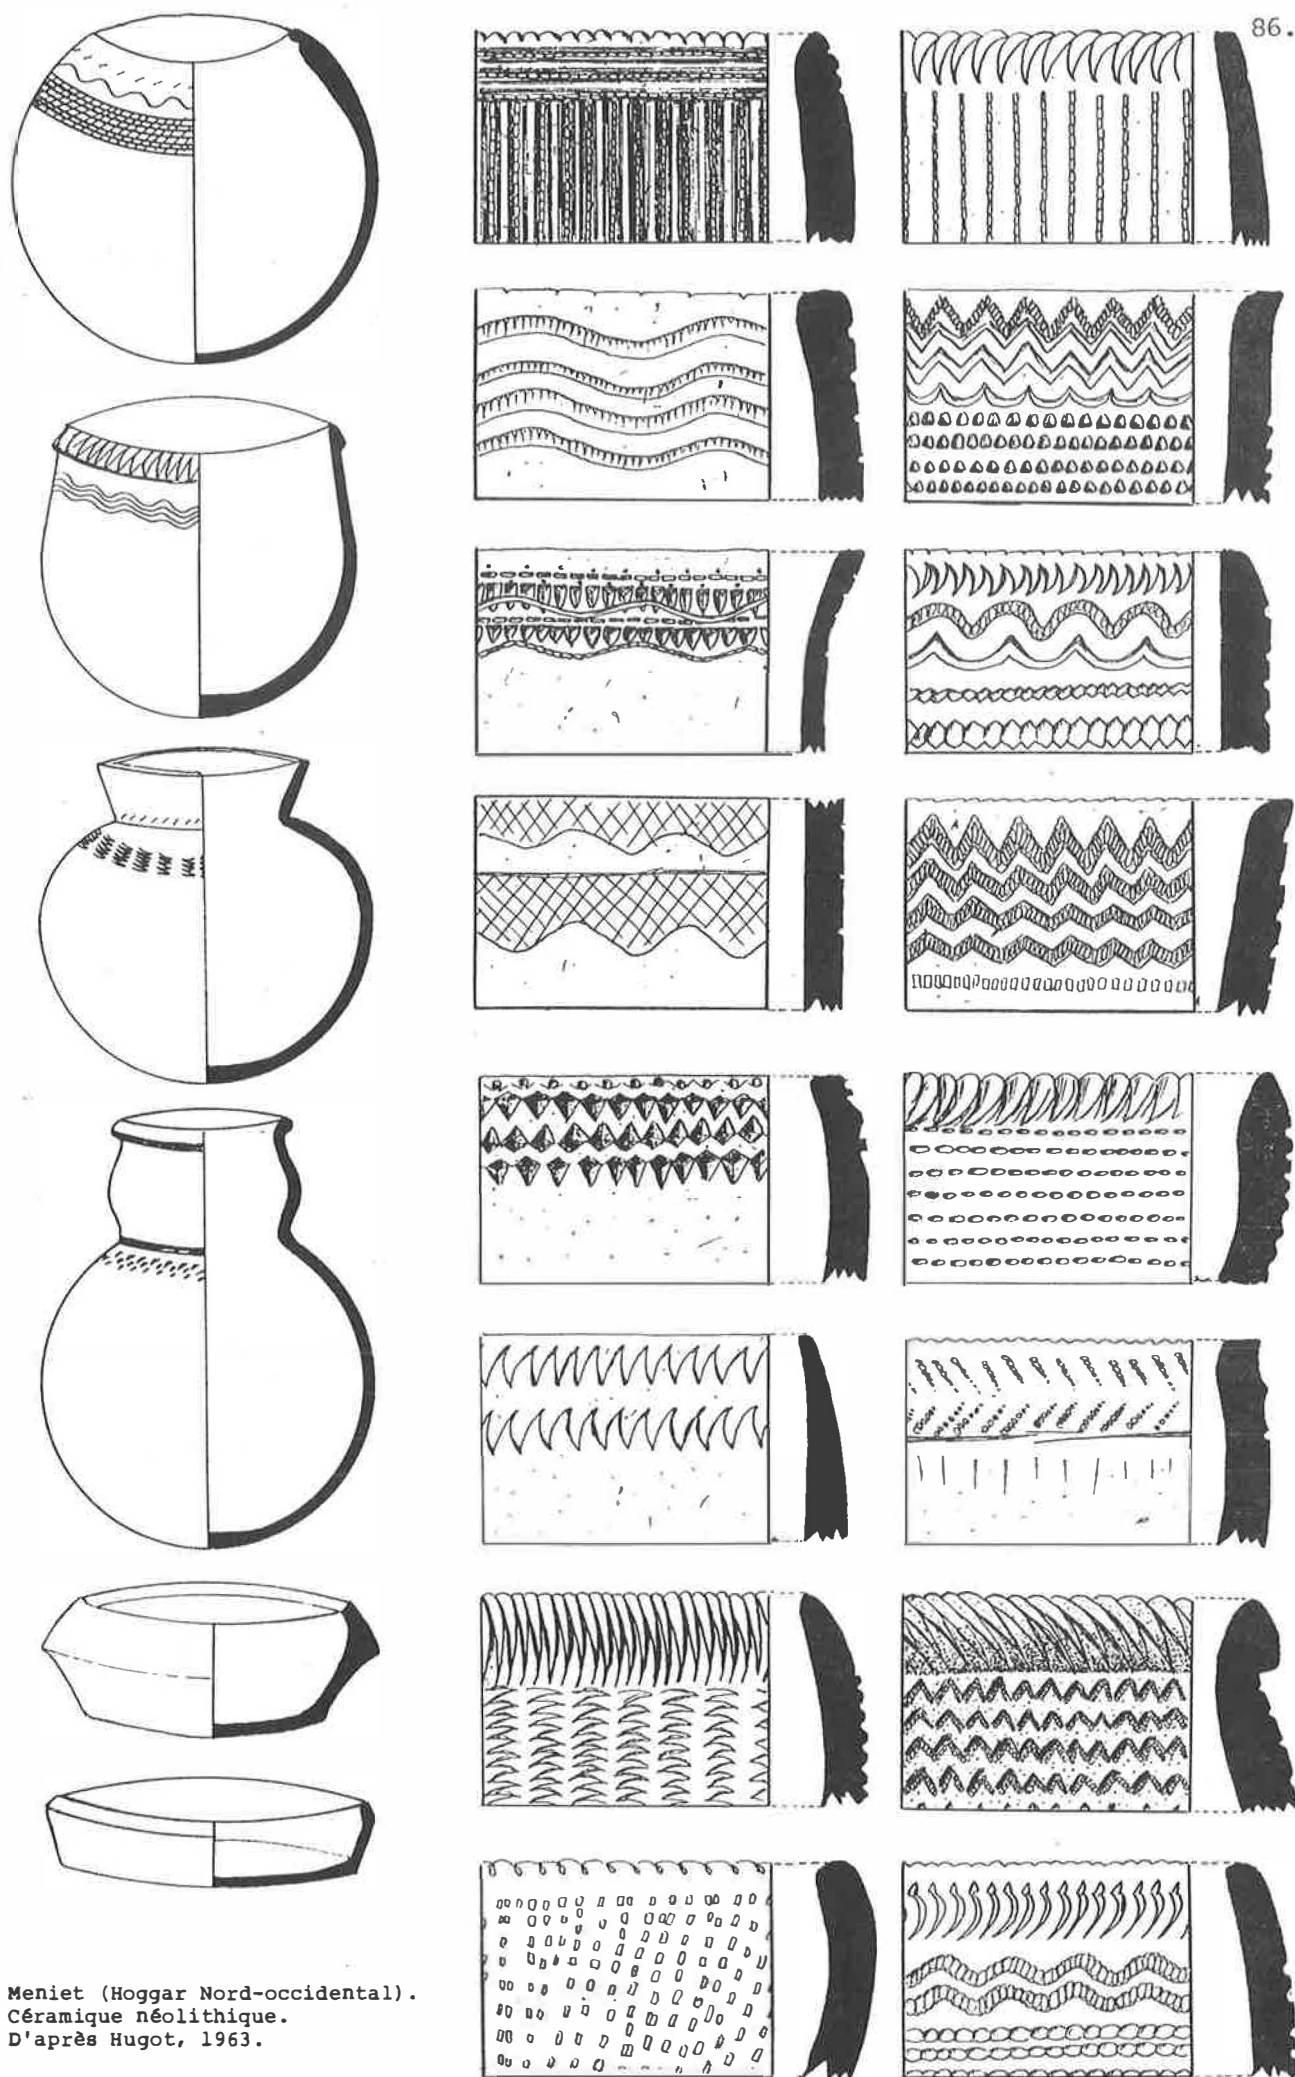 86.
Meniet (Hoggar Nord-occidental).
Céramique néolithique.
D'après Hugot, 1963.